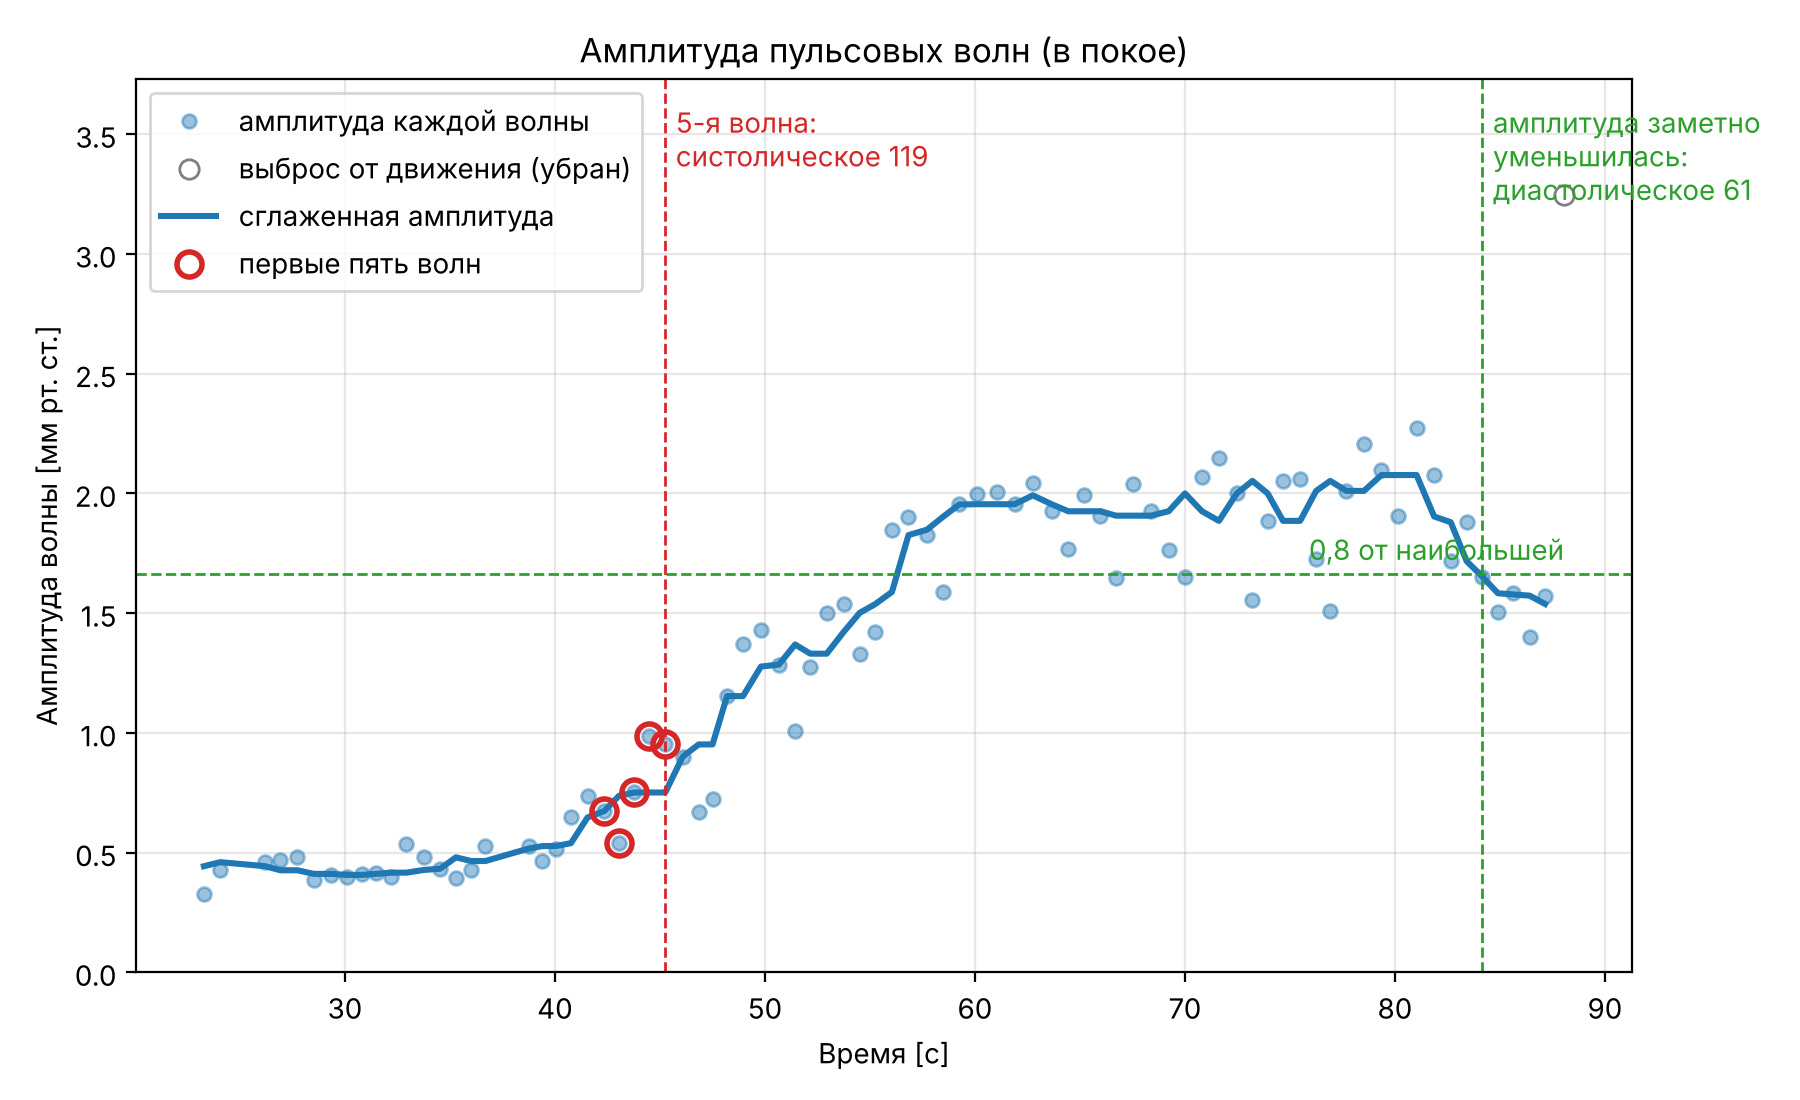 Амплитуда пульсовых волн (в покое)
амплитуда каждой волны
выброс от движения (убран)
сглаженная амплитуда
первые пять волн
5-я волна:
систолическое 119
амплитуда заметно
уменьшилась:
диастолическое 61
0,8 от наибольшей
Амплитуда волны [мм рт. ст.]
3.5
3.0
2.5
2.0
1.5
1.0
0.5
0.0
30
40
50
60
70
80
90
Время [с]